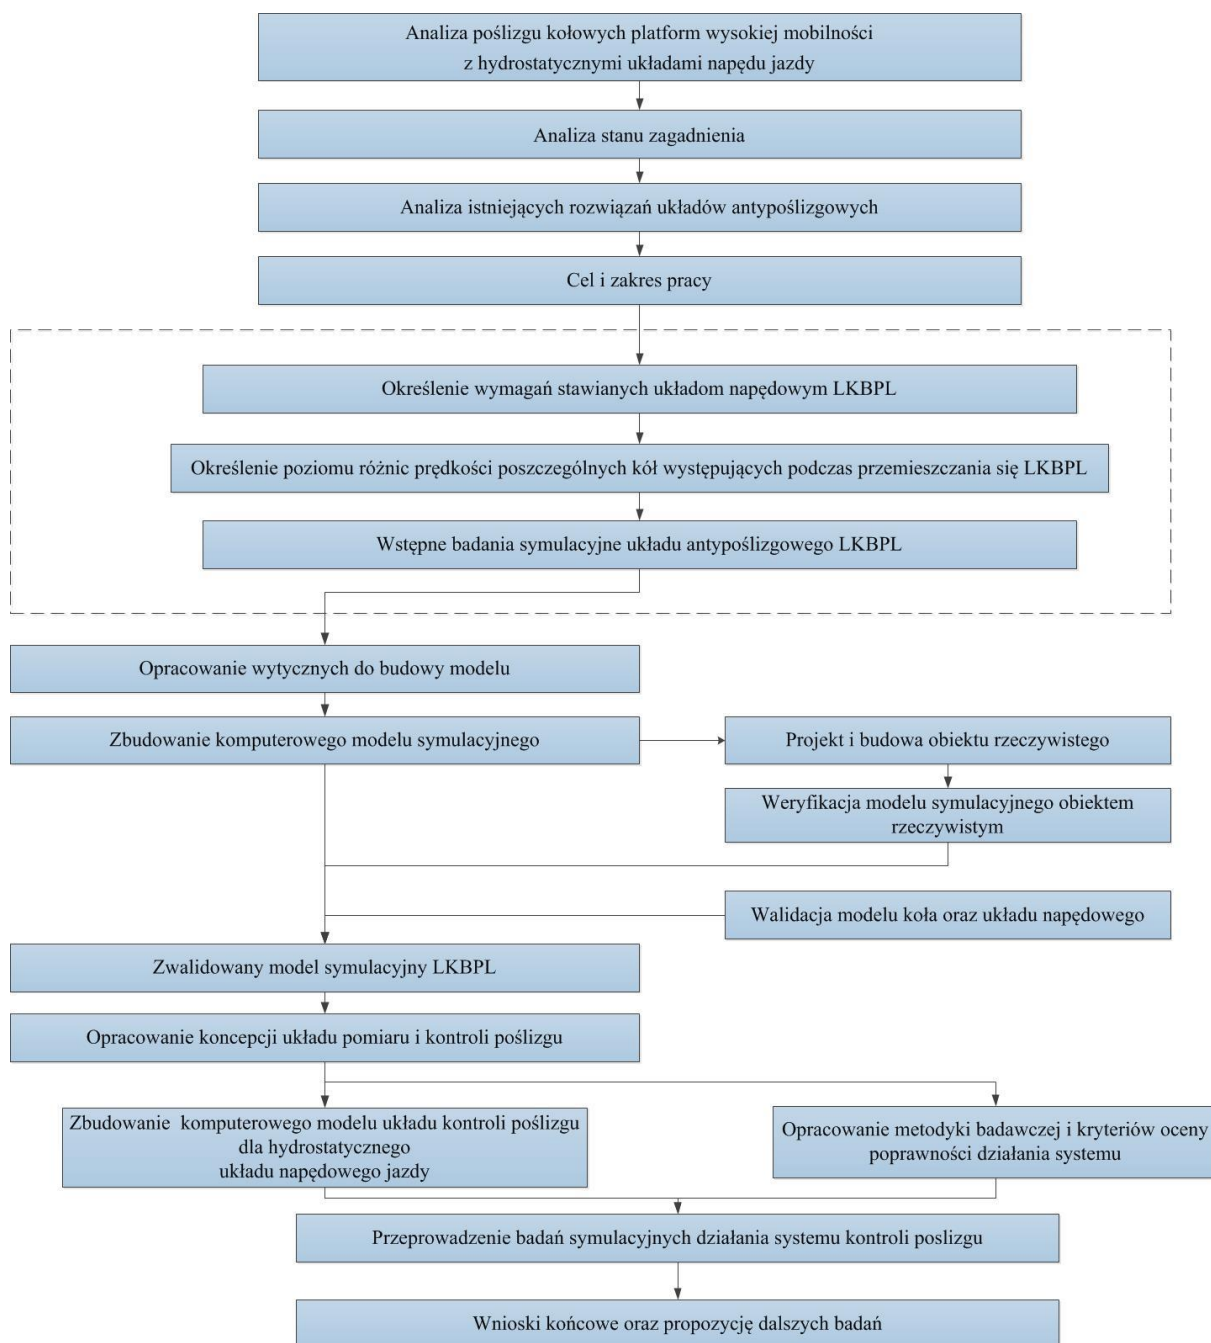 Analiza poślizgu kołowych platform wysokiej mobilności
z hydrostatycznymi układami napędu jazdy
Analiza stanu zagadnienia
Analiza istniejących rozwiązań układów antypoślizgowych
Cel i zakres pracy
Określenie wymagań stawianych układom napędowym LKBPL
Określenie poziomu różnic prędkości poszczególnych kół występujących podczas przemieszczania się LKBPL
Wstępne badania symulacyjne układu antypoślizgowego LKBPL
Opracowanie wytycznych do budowy modelu
Zbudowanie komputerowego modelu symulacyjnego
Projekt i budowa obiektu rzeczywistego
Weryfikacja modelu symulacyjnego obiektem
rzeczywistym
Walidacja modelu koła oraz układu napędowego
Zwalidowany model symulacyjny LKBPL
Opracowanie koncepcji układu pomiaru i kontroli poślizgu
Zbudowanie komputerowego modelu układu kontroli poślizgu
dla hydrostatycznego
układu napędowego jazdy
Opracowanie metodyki badawczej i kryteriów oceny
poprawności działania systemu
Przeprowadzenie badań symulacyjnych działania systemu kontroli poslizgu
Wnioski końcowe oraz propozycję dalszych badań